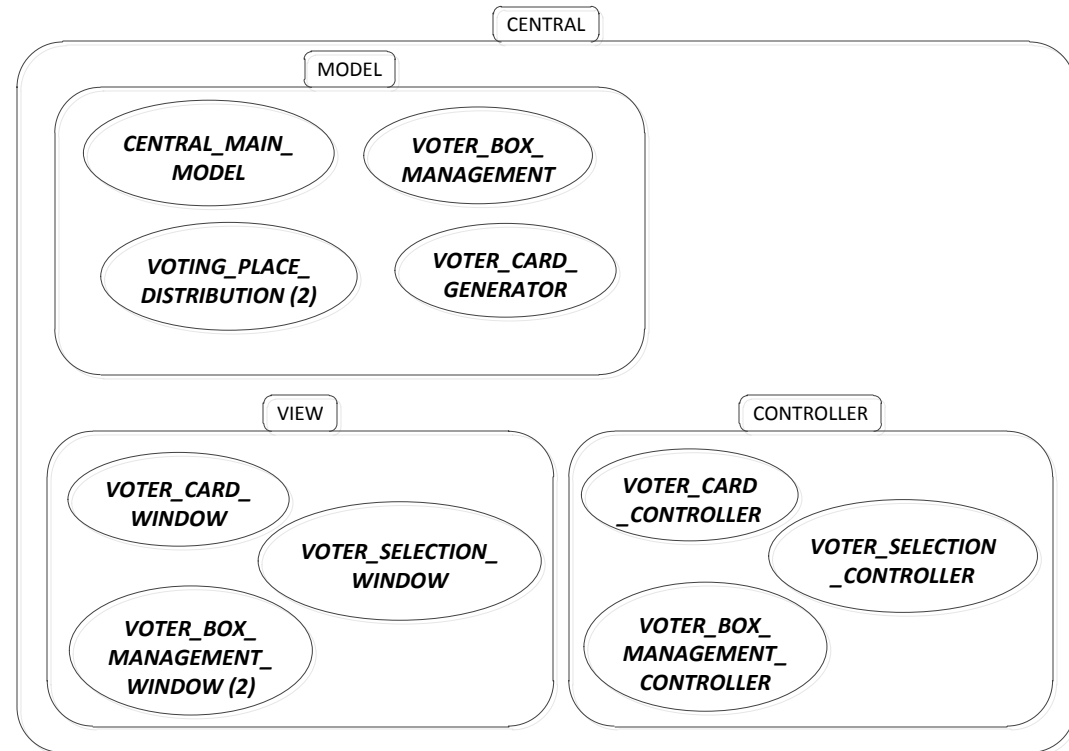 CENTRAL
MODEL
CENTRAL_MAIN_
MODEL
VOTER_BOX_
MANAGEMENT
VOTING_PLACE_
DISTRIBUTION (2)
VOTER_CARD_
GENERATOR
VIEW
VOTER_CARD_
WINDOW
VOTER_SELECTION_
WINDOW
VOTER_BOX_
MANAGEMENT_
WINDOW (2)
CONTROLLER
VOTER_CARD
_CONTROLLER
VOTER_SELECTION
_CONTROLLER
VOTER_BOX_
MANAGEMENT_
CONTROLLER